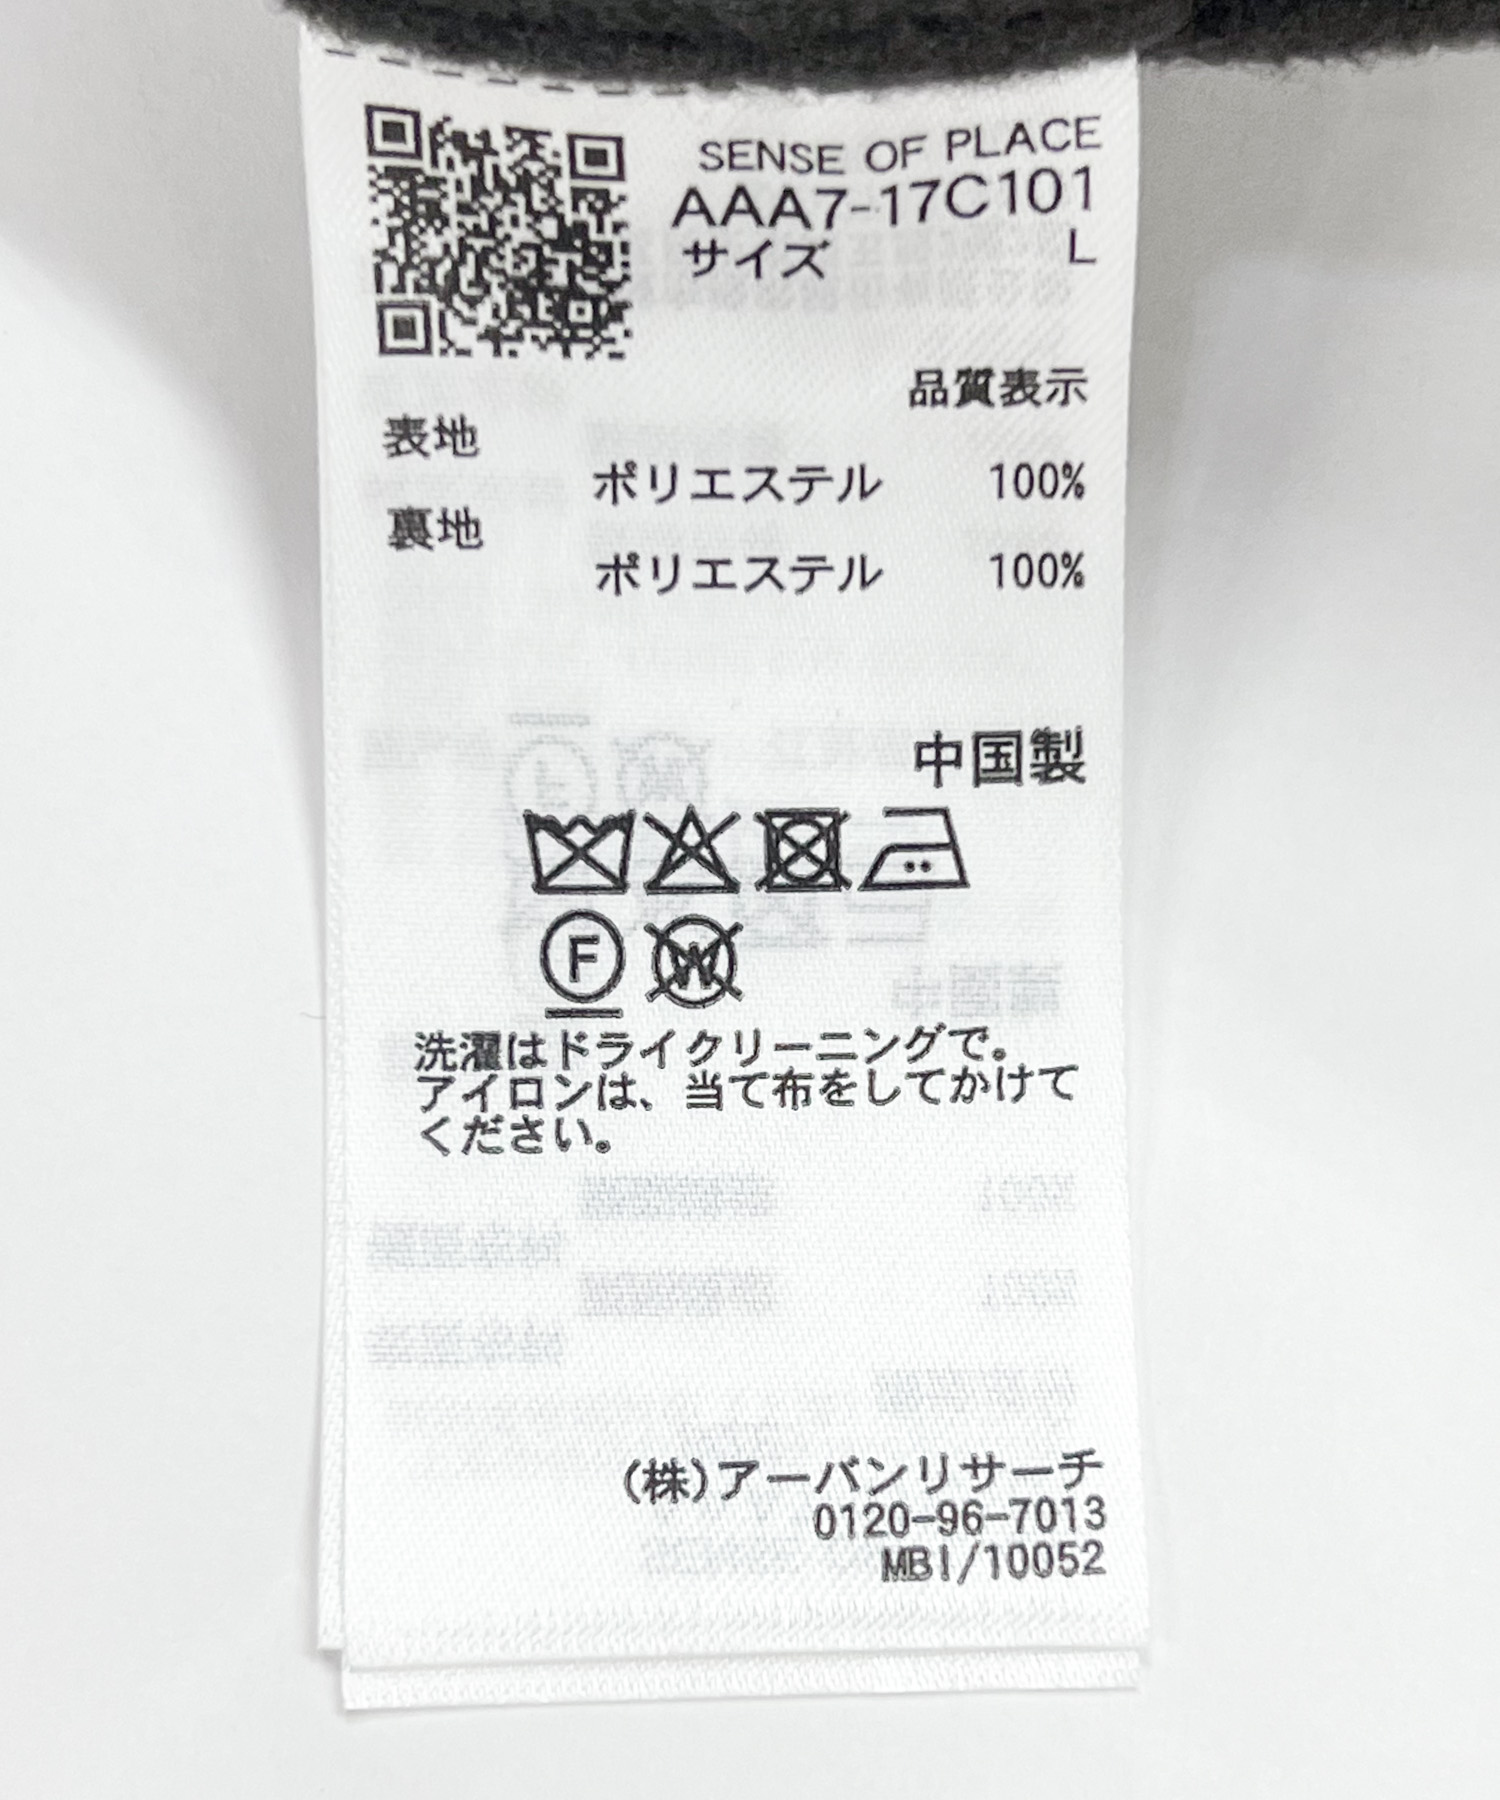 SENSE OF PLACE
AAA7-17C101
サイズ L
品質表示
表地
ポリエステル 100%
裏地
ポリエステル 100%
中国製
F W
洗濯はドライクリーニングで。
アイロンは、当て布をしてかけて
ください。
(株)アーバンリサーチ
0120-96-7013
MBI/10052